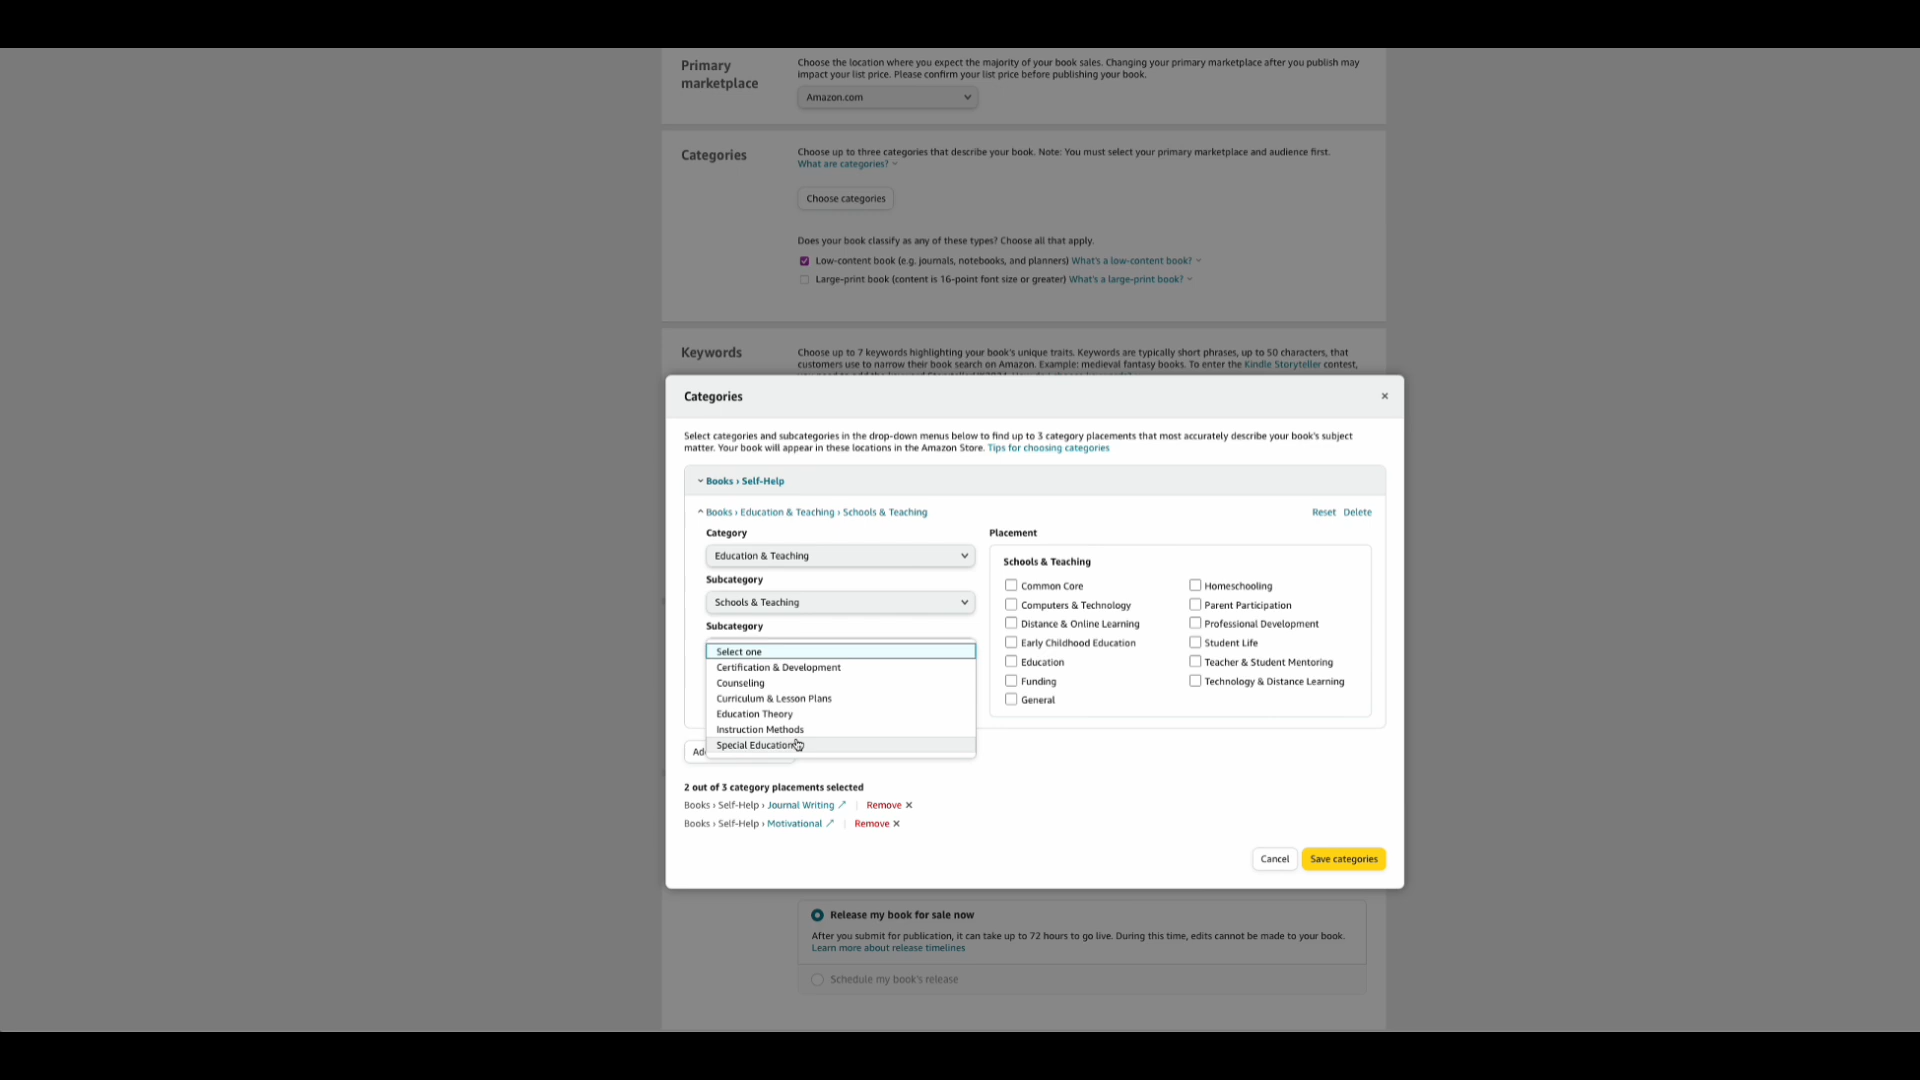 Primary
marketplace
Choose the location where you expect the majority of your book sales. Changing your primary marketplace after you publish may
impact your list price. Please confirm your list price before publishing your book.
Amazon.com
Categories
Choose up to three categories that describe your book. Note: You must select your primary marketplace and audience first.
What are categories?
Choose categories
Does your book classify as any of these types? Choose all that apply.
Low-content book (e.g. journals, notebooks, and planners) What's a low-content book?
Large-print book (content is 16-point font size or greater) What's a large-print book?
Keywords
Choose up to 7 keywords highlighting your book's unique traits. Keywords are typically short phrases, up to 50 characters, that
customers use to narrow their book search on Amazon. Example: medieval fantasy books. To enter the Kindle Storyteller contest,
Categories
×
Select categories and subcategories in the drop-down menus below to find up to 3 category placements that most accurately describe your book's subject
matter. Your book will appear in these locations in the Amazon Store. Tips for choosing categories
Books › Self-Help
Books › Education & Teaching › Schools & Teaching
Reset Delete
Category
Education & Teaching
Subcategory
Schools & Teaching
Subcategory
Select one
Certification & Development
Counseling
Curriculum & Lesson Plans
Education Theory
Instruction Methods
Special Education
Placement
Schools & Teaching
Common Core
Computers & Technology
Distance & Online Learning
Early Childhood Education
Education
Funding
General
Homeschooling
Parent Participation
Professional Development
Student Life
Teacher & Student Mentoring
Technology & Distance Learning
2 out of 3 category placements selected
Books › Self-Help › Journal Writing | Remove ×
Books › Self-Help › Motivational | Remove ×
Cancel
Save categories
Release my book for sale now
After you submit for publication, it can take up to 72 hours to go live. During this time, edits cannot be made to your book.
Learn more about release timelines
Schedule my book's release